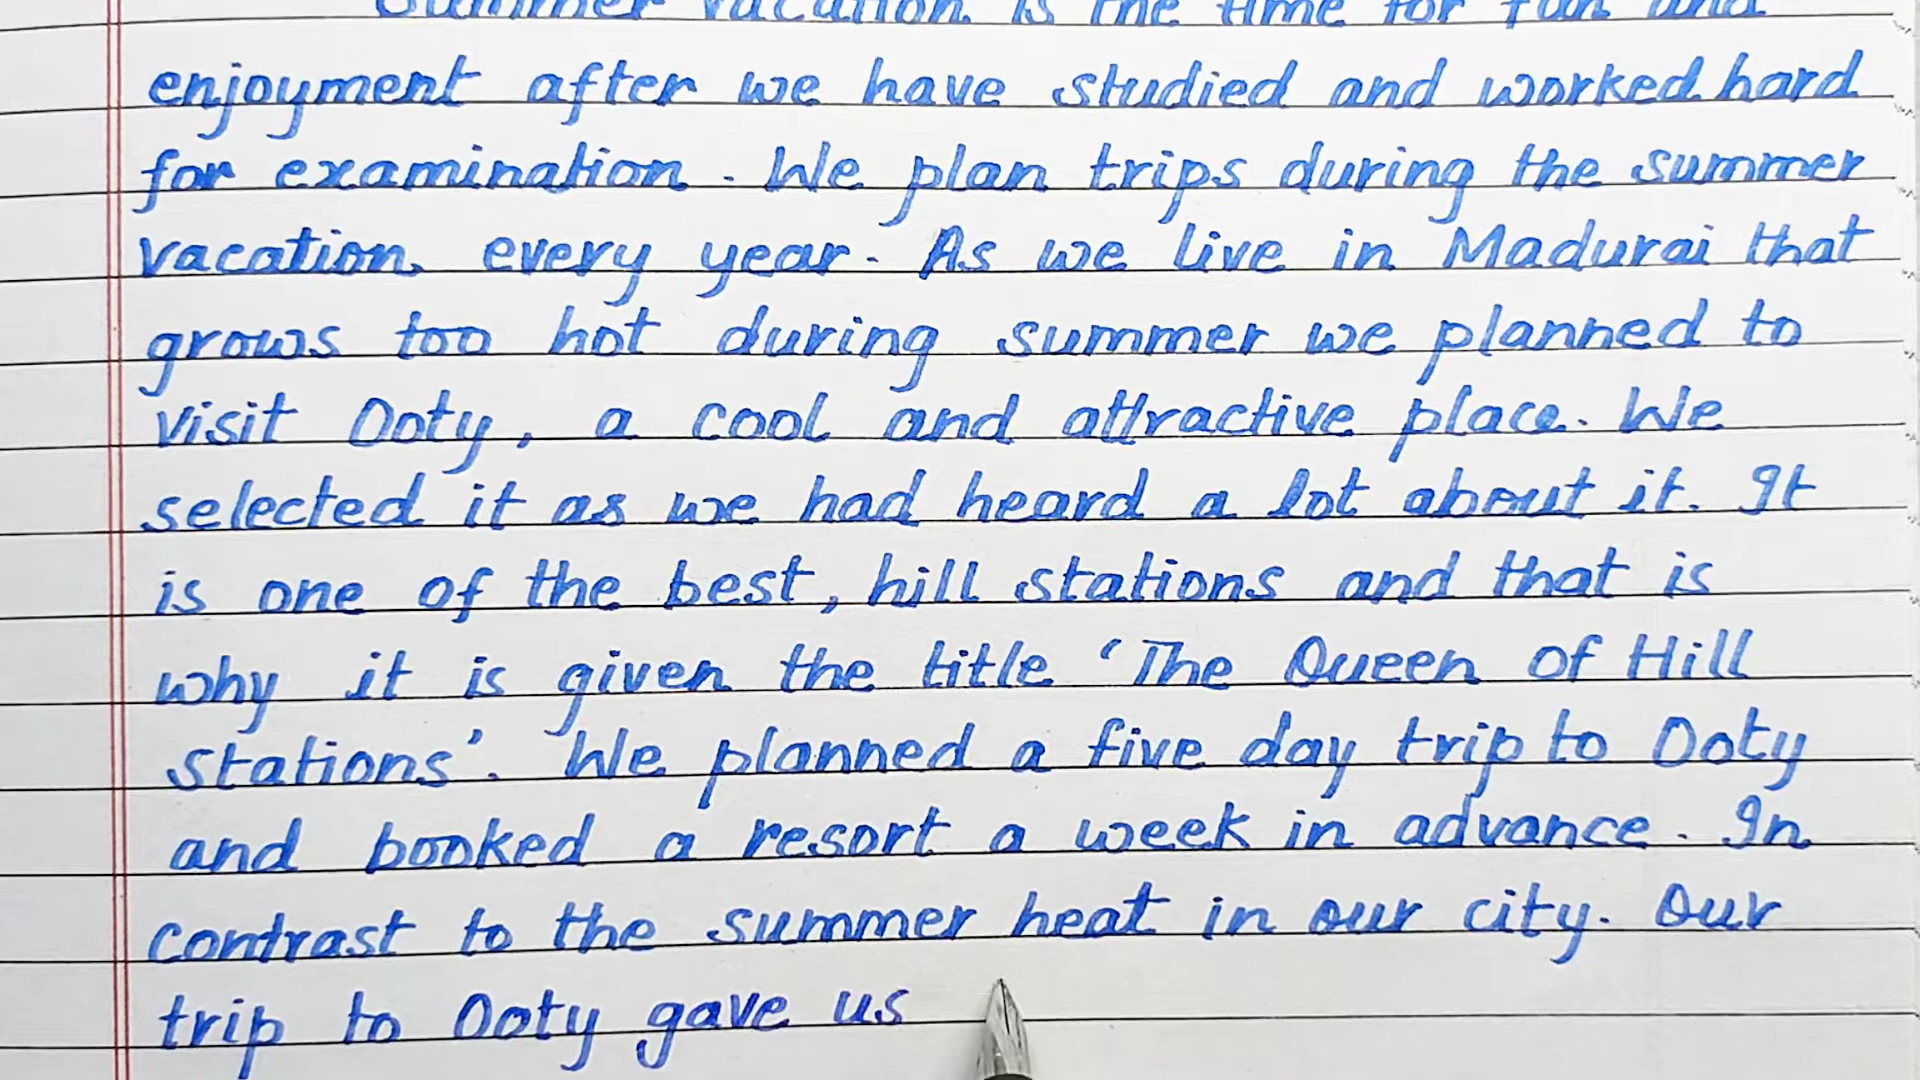 Summer vacation is the time for fun and
enjoyment after we have studied and worked hard
for examination. We plan trips during the summer
vacation every year. As we live in Madurai that
grows too hot during summer we planned to
visit Ooty, a cool and attractive place. We
selected it as we had heard a lot about it. It
is one of the best, hill stations and that is
why it is given the title 'The Queen of Hill
stations'. We planned a five day trip to Ooty
and booked a resort a week in advance. In
contrast to the summer heat in our city. Our
trip to Ooty gave us